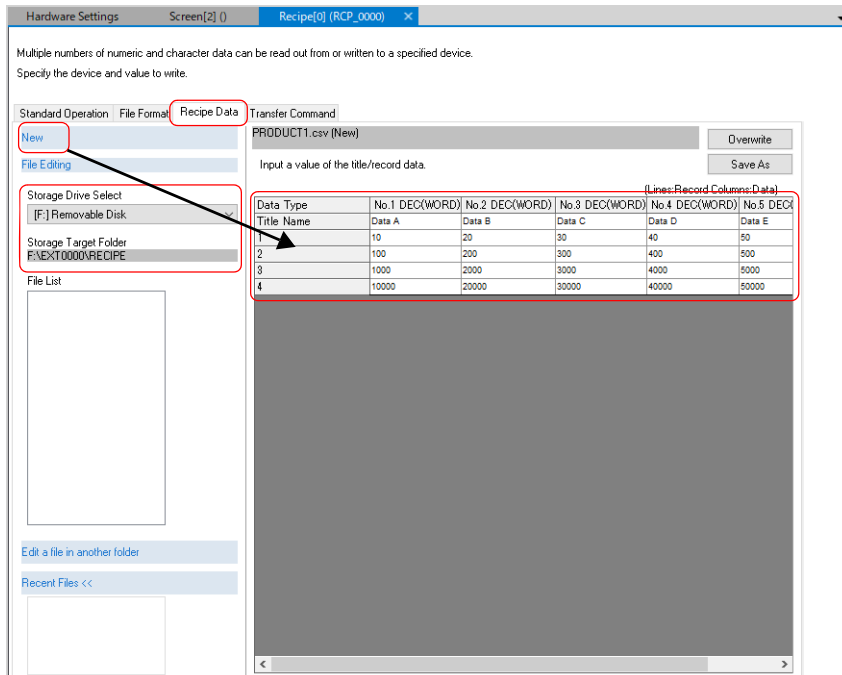 Hardware Settings Screen[2] () Recipe[0] (RCP_0000) ×
Multiple numbers of numeric and character data can be read out from or written to a specified device.
Specify the device and value to write.
Standard Operation File Format Recipe Data Transfer Command
New
File Editing
Storage Drive Select
[F:] Removable Disk
Storage Target Folder
F:\EXT0000\RECIPE
File List
Edit a file in another folder
Recent Files <<
PRODUCT1.csv (New)
Overwrite
Input a value of the title/record data.
Save As
(Lines:Record Columns:Data)
Data Type No.1 DEC(WORD) No.2 DEC(WORD) No.3 DEC(WORD) No.4 DEC(WORD) No.5 DEC(
Title Name Data A Data B Data C Data D Data E
1 10 20 30 40 50
2 100 200 300 400 500
3 1000 2000 3000 4000 5000
4 10000 20000 30000 40000 50000